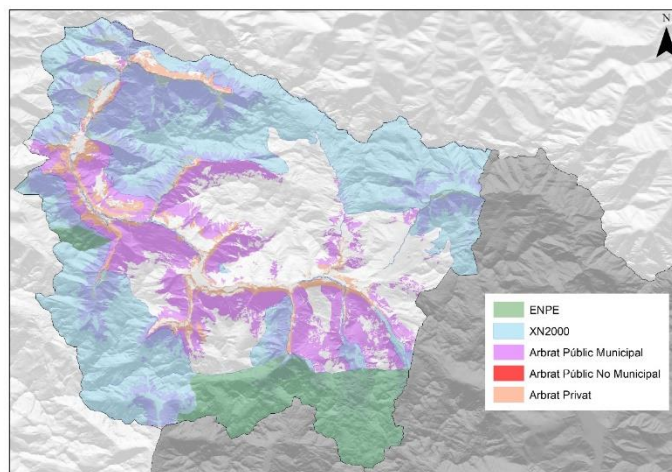 N
ENPE
XN2000
Arbrat Públic Municipal
Arbrat Públic No Municipal
Arbrat Privat